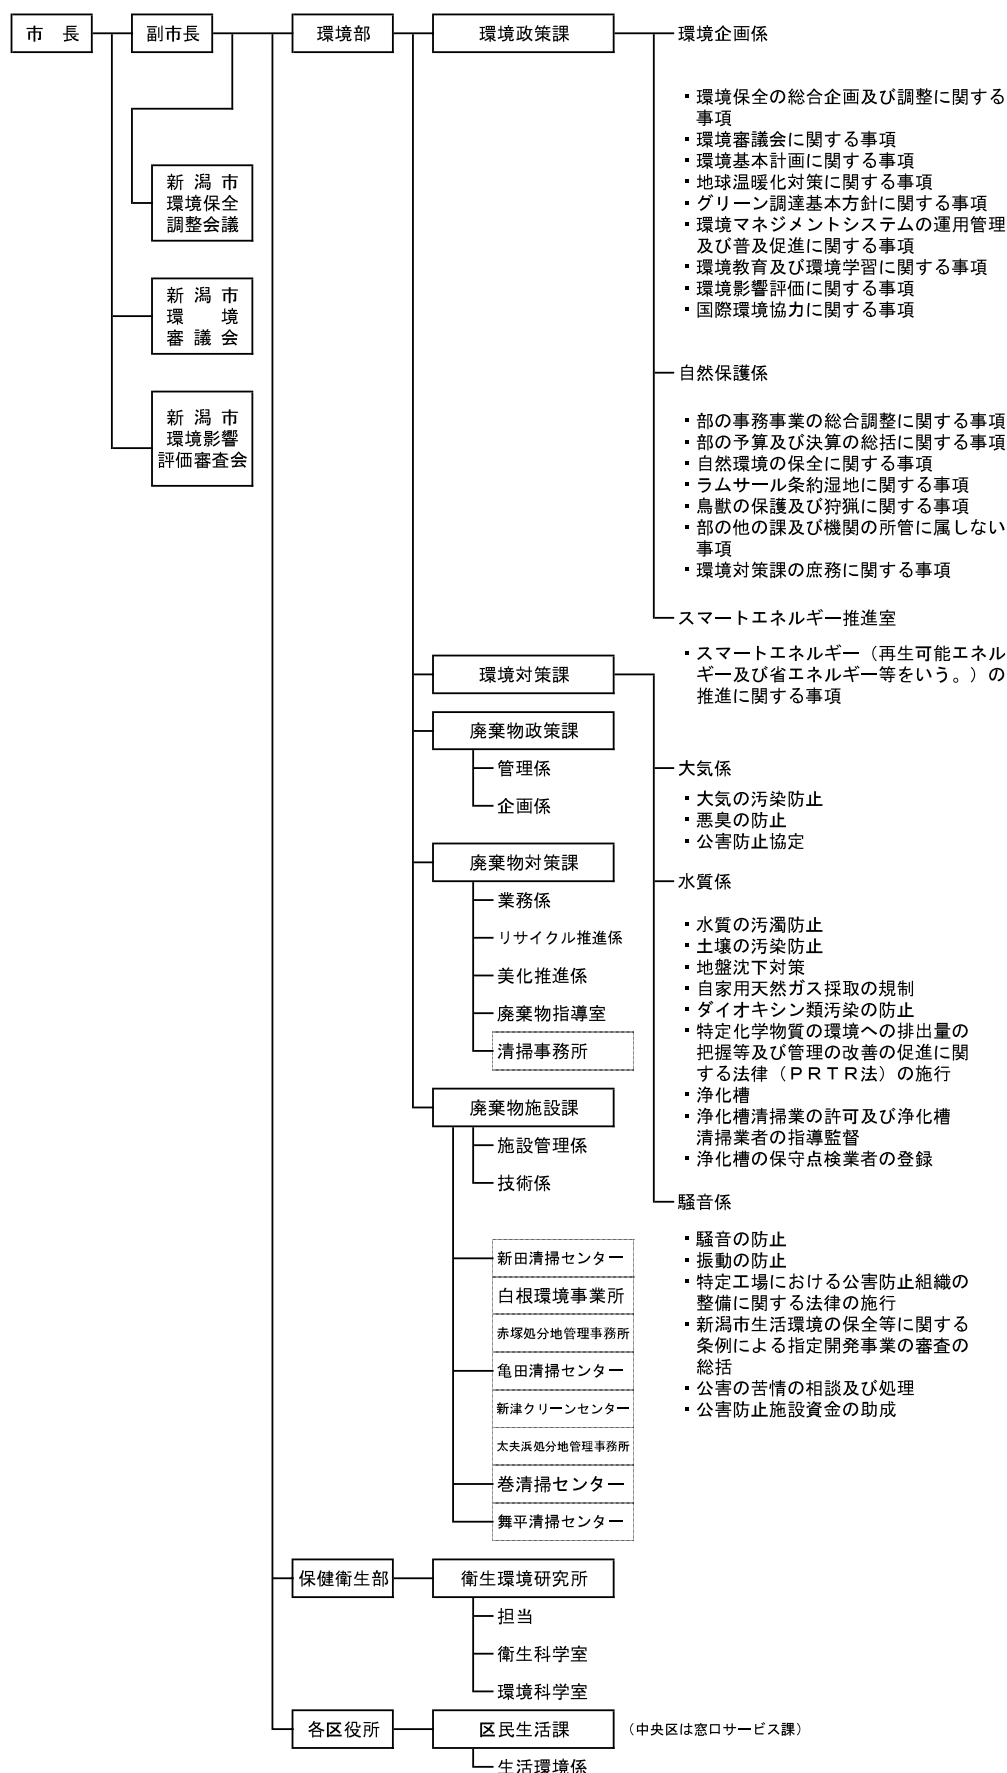 市　長
副市長
環境部
環境政策課
環境企画係
・環境保全の総合企画及び調整に関する
事項
・環境審議会に関する事項
・環境基本計画に関する事項
・地球温暖化対策に関する事項
・グリーン調達基本方針に関する事項
・環境マネジメントシステムの運用管理
及び普及促進に関する事項
・環境教育及び環境学習に関する事項
・環境影響評価に関する事項
・国際環境協力に関する事項
新 潟 市
環境保全
調整会議
新 潟 市
環　　境
審 議 会
新 潟 市
環境影響
評価審査会
自然保護係
・部の事務事業の総合調整に関する事項
・部の予算及び決算の総括に関する事項
・自然環境の保全に関する事項
・ラムサール条約湿地に関する事項
・鳥獣の保護及び狩猟に関する事項
・部の他の課及び機関の所管に属しない
事項
・環境対策課の庶務に関する事項
スマートエネルギー推進室
・スマートエネルギー（再生可能エネル
ギー及び省エネルギー等をいう。）の
推進に関する事項
環境対策課
大気係
・大気の汚染防止
・悪臭の防止
・公害防止協定
水質係
・水質の汚濁防止
・土壌の汚染防止
・地盤沈下対策
・自家用天然ガス採取の規制
・ダイオキシン類汚染の防止
・特定化学物質の環境への排出量の
把握等及び管理の改善の促進に関
する法律（ＰＲＴＲ法）の施行
・浄化槽
・浄化槽清掃業の許可及び浄化槽
清掃業者の指導監督
・浄化槽の保守点検業者の登録
騒音係
・騒音の防止
・振動の防止
・特定工場における公害防止組織の
整備に関する法律の施行
・新潟市生活環境の保全等に関する
条例による指定開発事業の審査の
総括
・公害の苦情の相談及び処理
・公害防止施設資金の助成
廃棄物政策課
管理係
企画係
廃棄物対策課
業務係
リサイクル推進係
美化推進係
廃棄物指導室
清掃事務所
廃棄物施設課
施設管理係
技術係
新田清掃センター
白根環境事業所
赤塚処分地管理事務所
亀田清掃センター
新津クリーンセンター
太夫浜処分地管理事務所
巻清掃センター
舞平清掃センター
保健衛生部
衛生環境研究所
担当
衛生科学室
環境科学室
各区役所
区民生活課
（中央区は窓口サービス課）
生活環境係